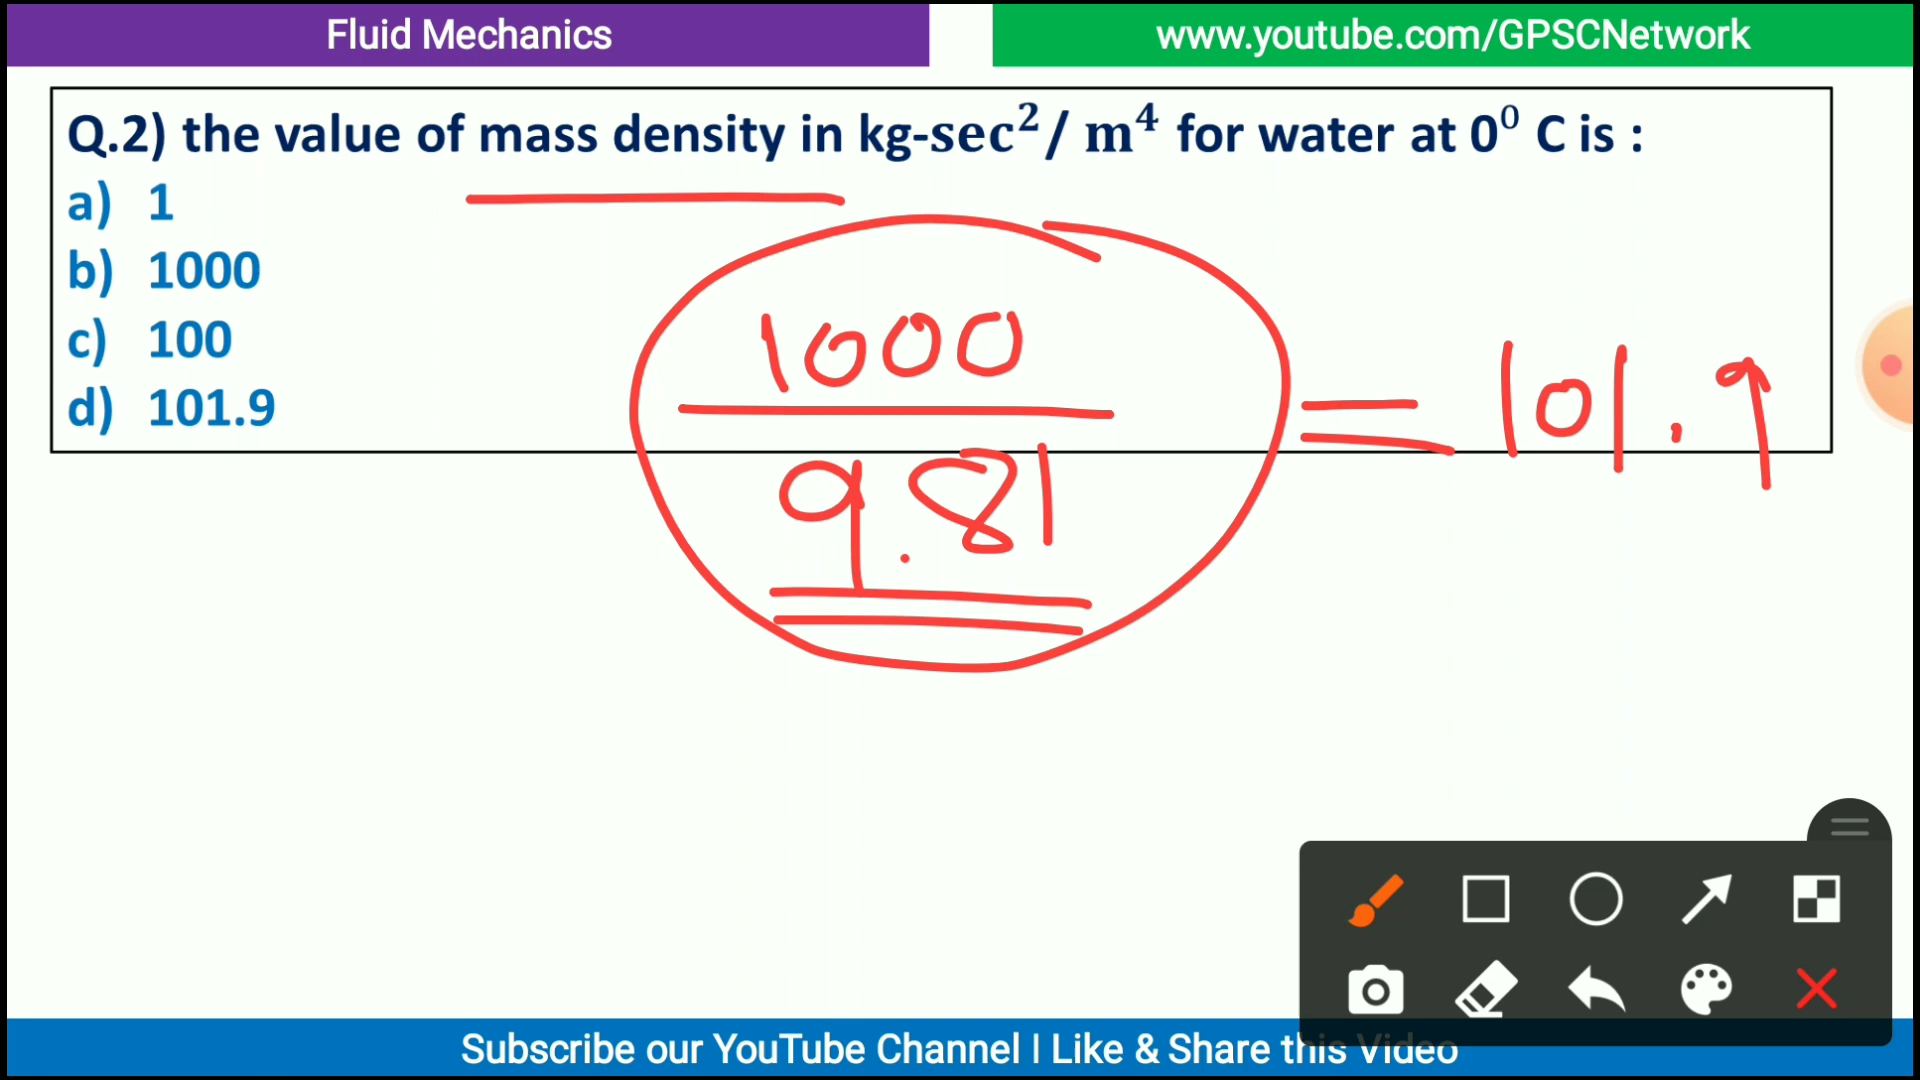 Fluid Mechanics
www.youtube.com/GPSCNetwork
Q.2) the value of mass density in kg-sec²/ m⁴ for water at 0⁰ C is :
a) 1
b) 1000
c) 100
d) 101.9
1000
9.81
= 101.9
Subscribe our YouTube Channel | Like & Share this Video